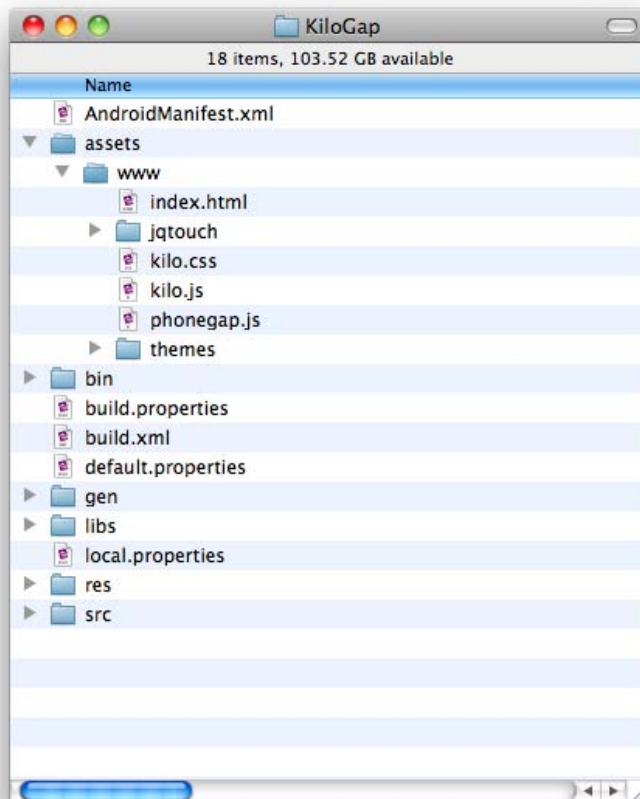 KiloGap
18 items, 103.52 GB available
Name
AndroidManifest.xml
assets
www
index.html
jqtouch
kilo.css
kilo.js
phonegap.js
themes
bin
build.properties
build.xml
default.properties
gen
libs
local.properties
res
src